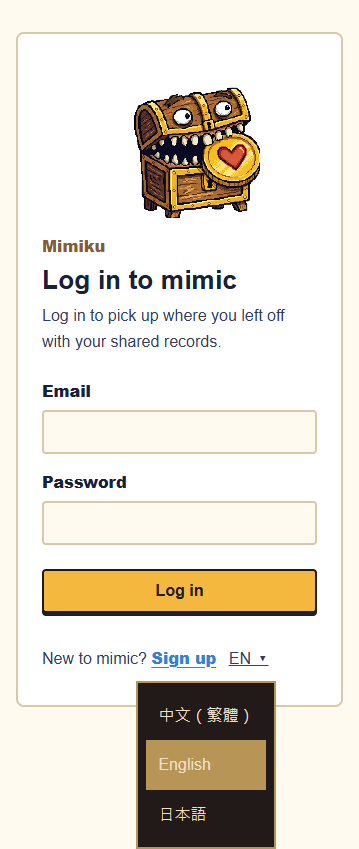 Mimiku
Log in to mimic
Log in to pick up where you left off
with your shared records.
Email
Password
Log in
New to mimic? Sign up EN ▾
中文（繁體）
English
日本語